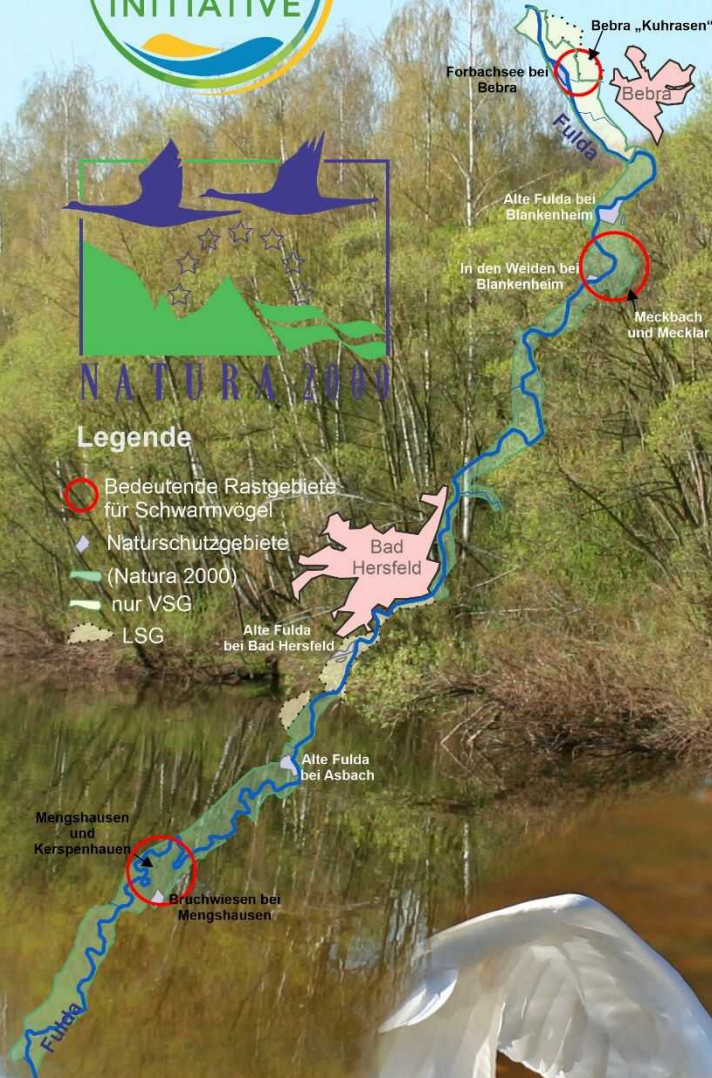 INITIATIVE
Bebra „Kuhrasen“
Forbachsee bei
Bebra
Bebra
Fulda
Alte Fulda bei
Blankenheim
In den Weiden bei
Blankenheim
Meckbach
und Mecklar
NATURA 2000
Legende
Bedeutende Rastgebiete
für Schwarmvögel
Naturschutzgebiete
(Natura 2000)
nur VSG
LSG
Bad
Hersfeld
Alte Fulda
bei Bad Hersfeld
Alte Fulda
bei Asbach
Mengshausen
und
Kerspenhauen
Bruchwiesen bei
Mengshausen
Fulda